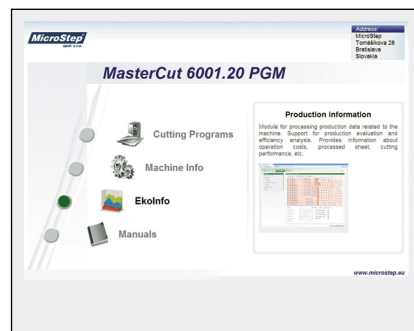 MicroStep
spol. s r.o.
Address:
MicroStep
Tomášikova 28
Bratislava
Slovakia
MasterCut 6001.20 PGM
Cutting Programs
Machine Info
EkoInfo
Manuals
Production information
Module for processing production data related to the
machine. Support for production evaluation and
efficiency analysis. Provides information about
operation costs, processed sheet, cutting
performance, etc.
www.microstep.eu